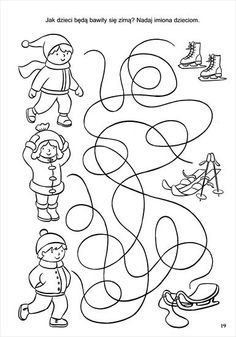 Jak dzieci będą bawiły się zimą? Nadaj imiona dzieciom.
19